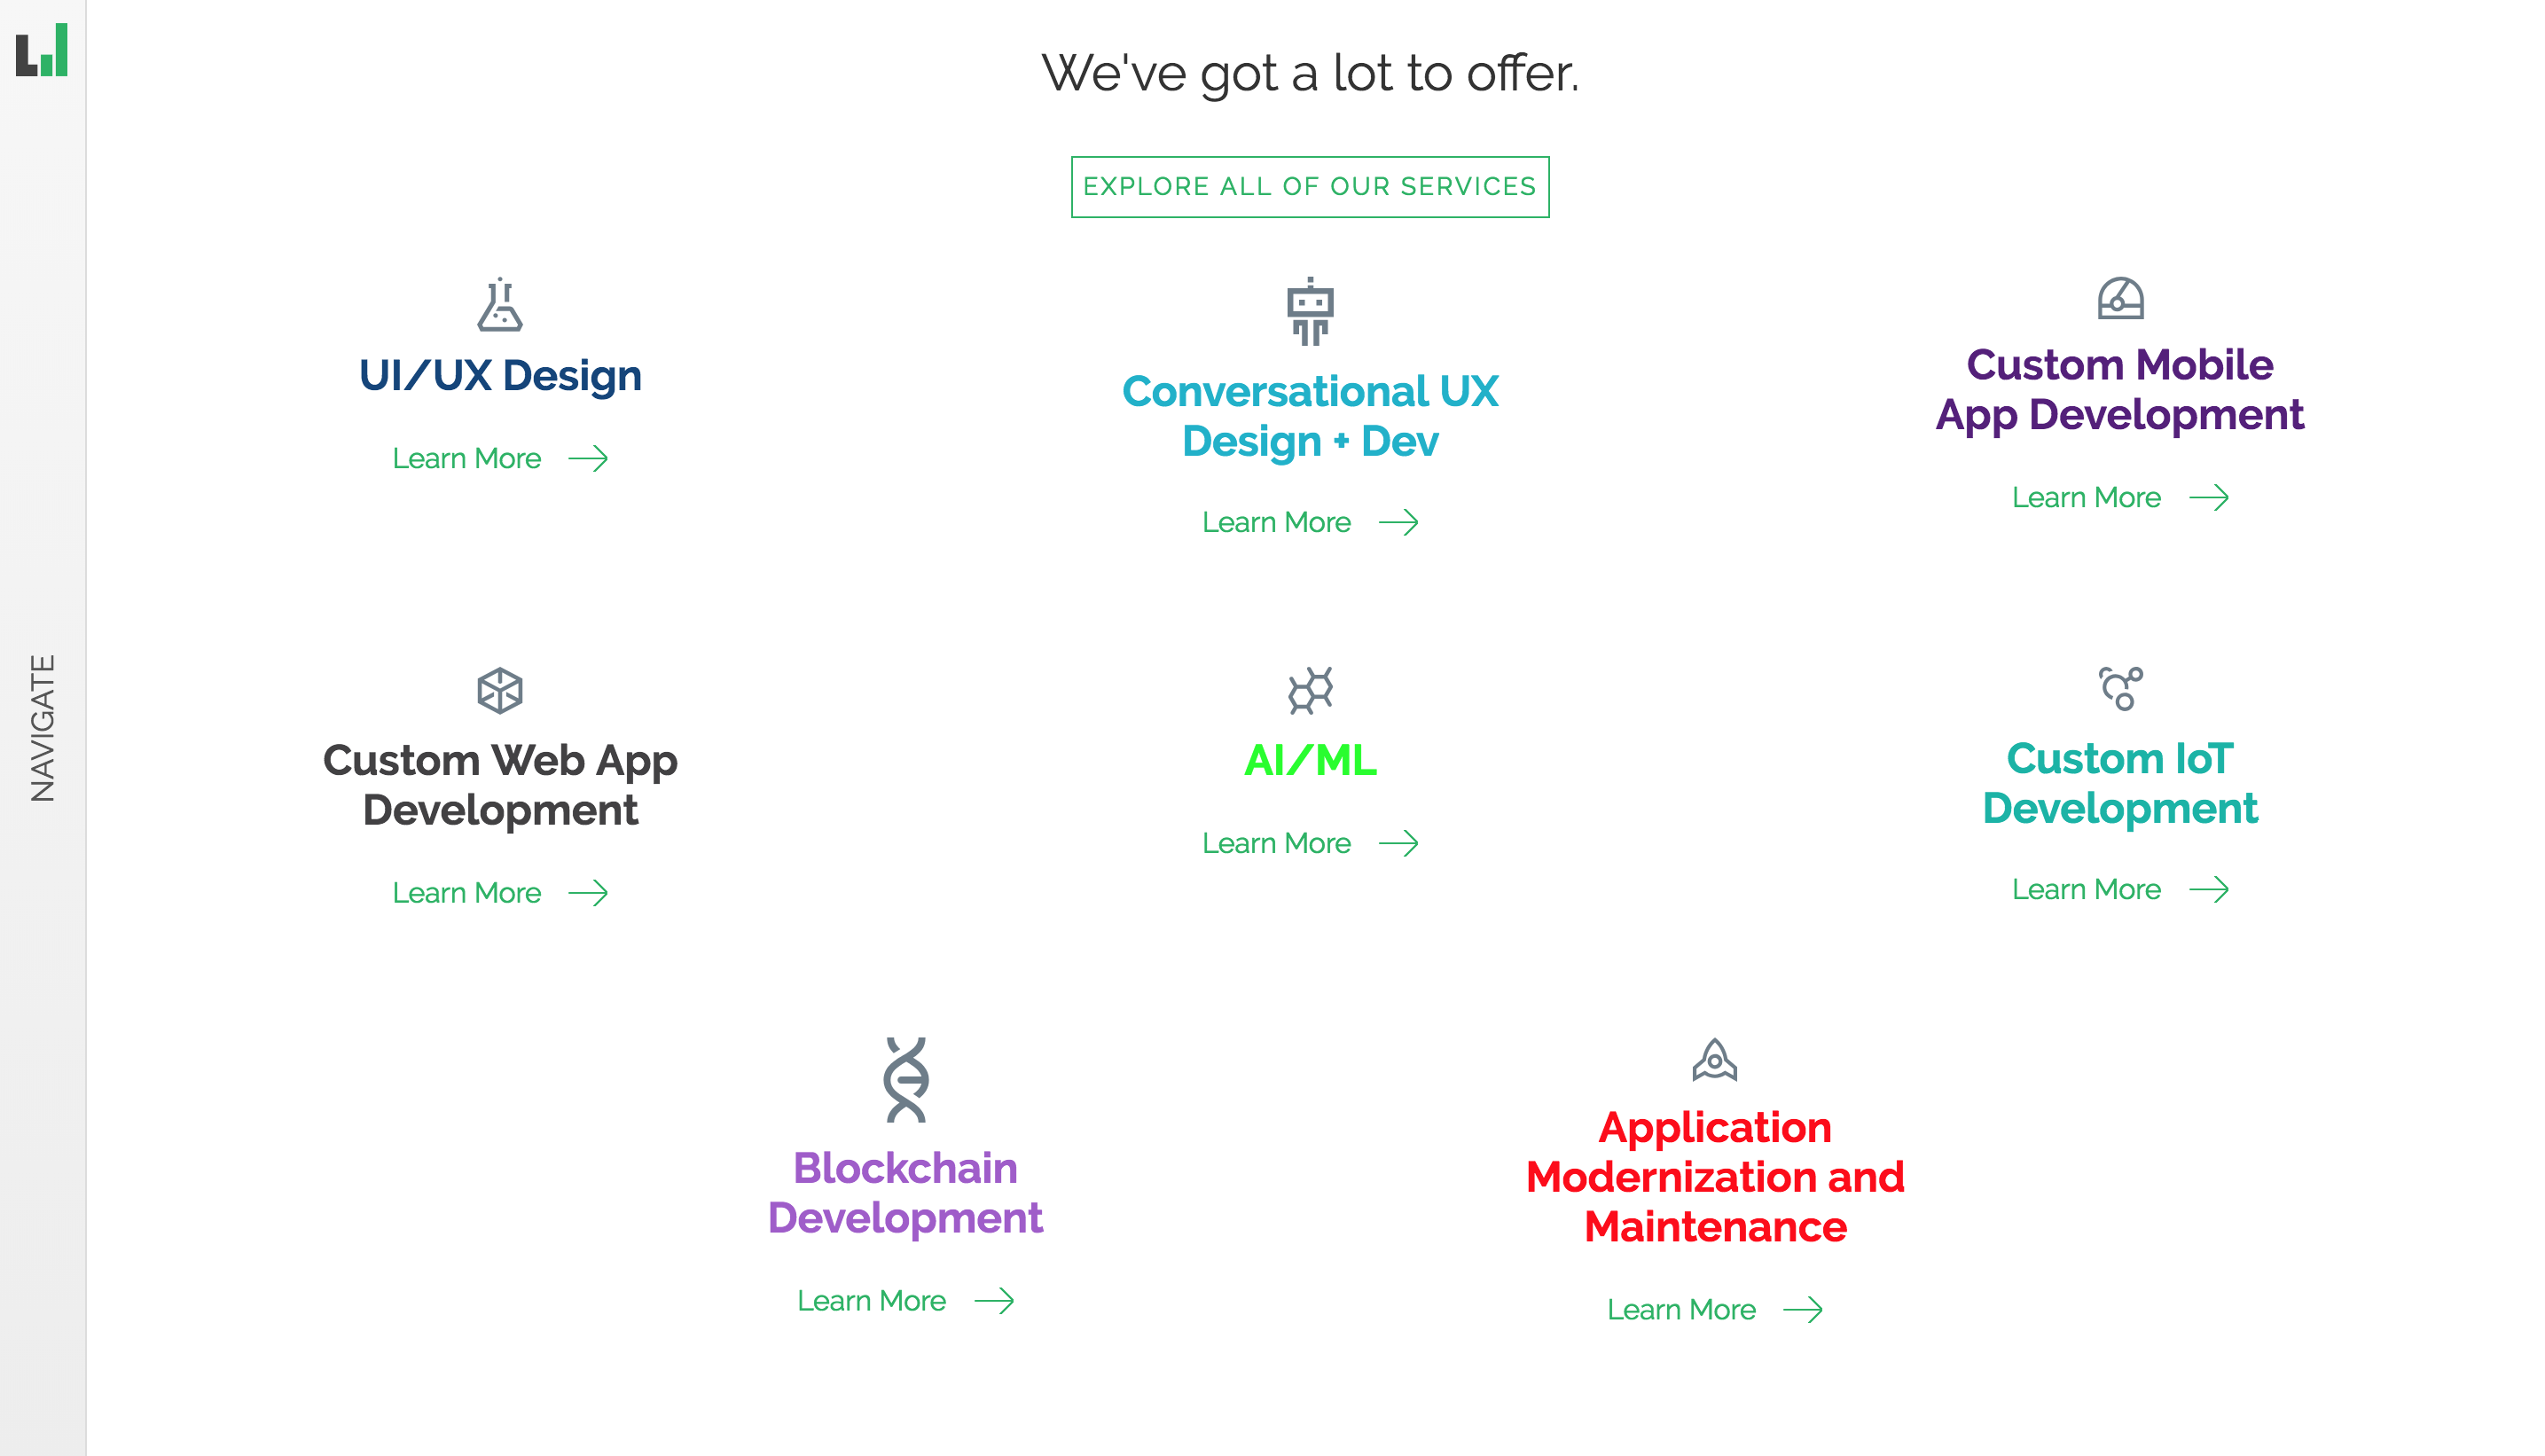 We've got a lot to offer.
EXPLORE ALL OF OUR SERVICES
UI/UX Design
Learn More
Conversational UX
Design + Dev
Learn More
Custom Mobile
App Development
Learn More
NAVIGATE
Custom Web App
Development
Learn More
AI/ML
Learn More
Custom IoT
Development
Learn More
Blockchain
Development
Learn More
Application
Modernization and
Maintenance
Learn More